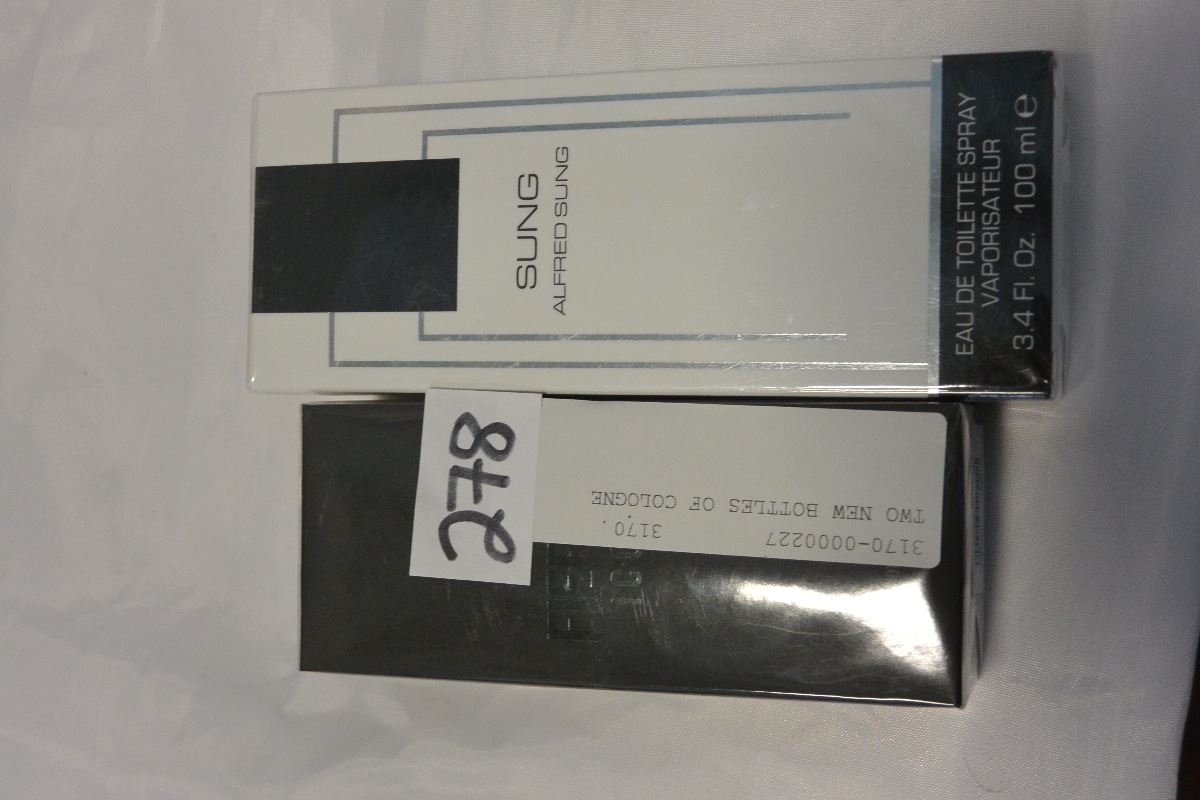 SUNG
ALFRED SUNG
EAU DE TOILETTE SPRAY
VAPORISATEUR
3.4 Fl. Oz. 100 ml e
278
3170-0000227 3170.
TWO NEW BOTTLES OF COLOGNE